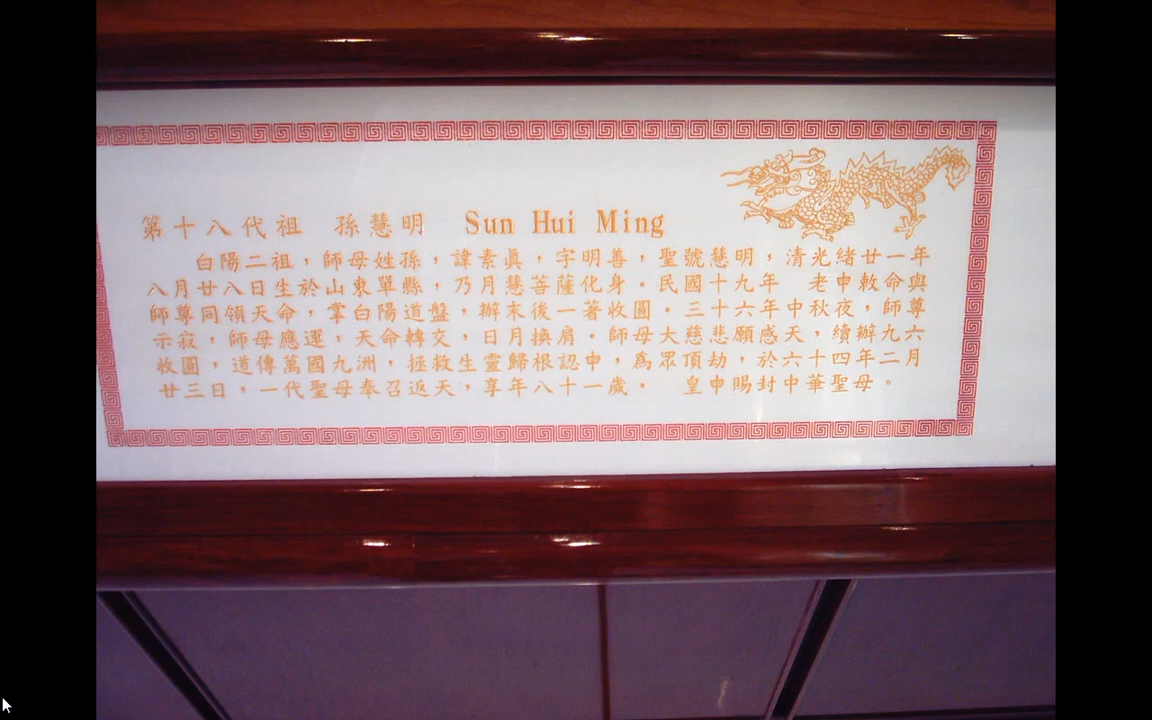 第十八代祖 孫慧明 Sun Hui Ming
白陽二祖，師母姓孫，諱素眞，字明善，聖號慧明，清光緒廿一年
八月廿八日生於山東單縣，乃月慧菩薩化身。民國十九年 老申敕命與
師尊同領天命，掌白陽道盤，辦末後一著收圓。三十六年中秋夜，師尊
示寂，師母應運，天命轉交，日月換肩。師母大慈悲願感天，續辦九六
收圓，道傳萬國九洲，拯救生靈歸根認申，為眾頂劫，於六十四年二月
廿三日，一代聖母奉召返天，享年八十一歲。 皇申賜封中華聖母。